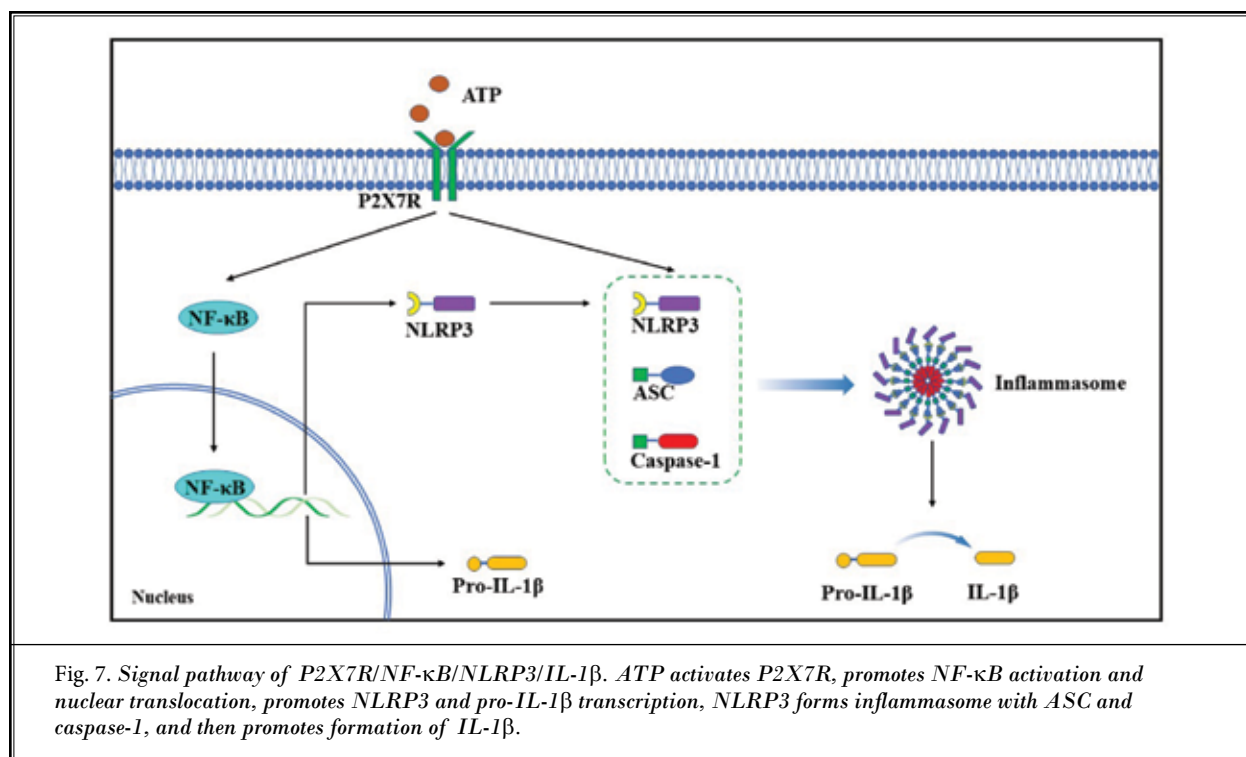 ATP
P2X7R
NF-κB
NLRP3
NLRP3
ASC
Caspase-1
Inflammasome
NF-κB
Pro-IL-1β
Nucleus
Pro-IL-1β
IL-1β
Fig. 7. Signal pathway of P2X7R/NF-κB/NLRP3/IL-1β. ATP activates P2X7R, promotes NF-κB activation and
nuclear translocation, promotes NLRP3 and pro-IL-1β transcription, NLRP3 forms inflammasome with ASC and
caspase-1, and then promotes formation of IL-1β.